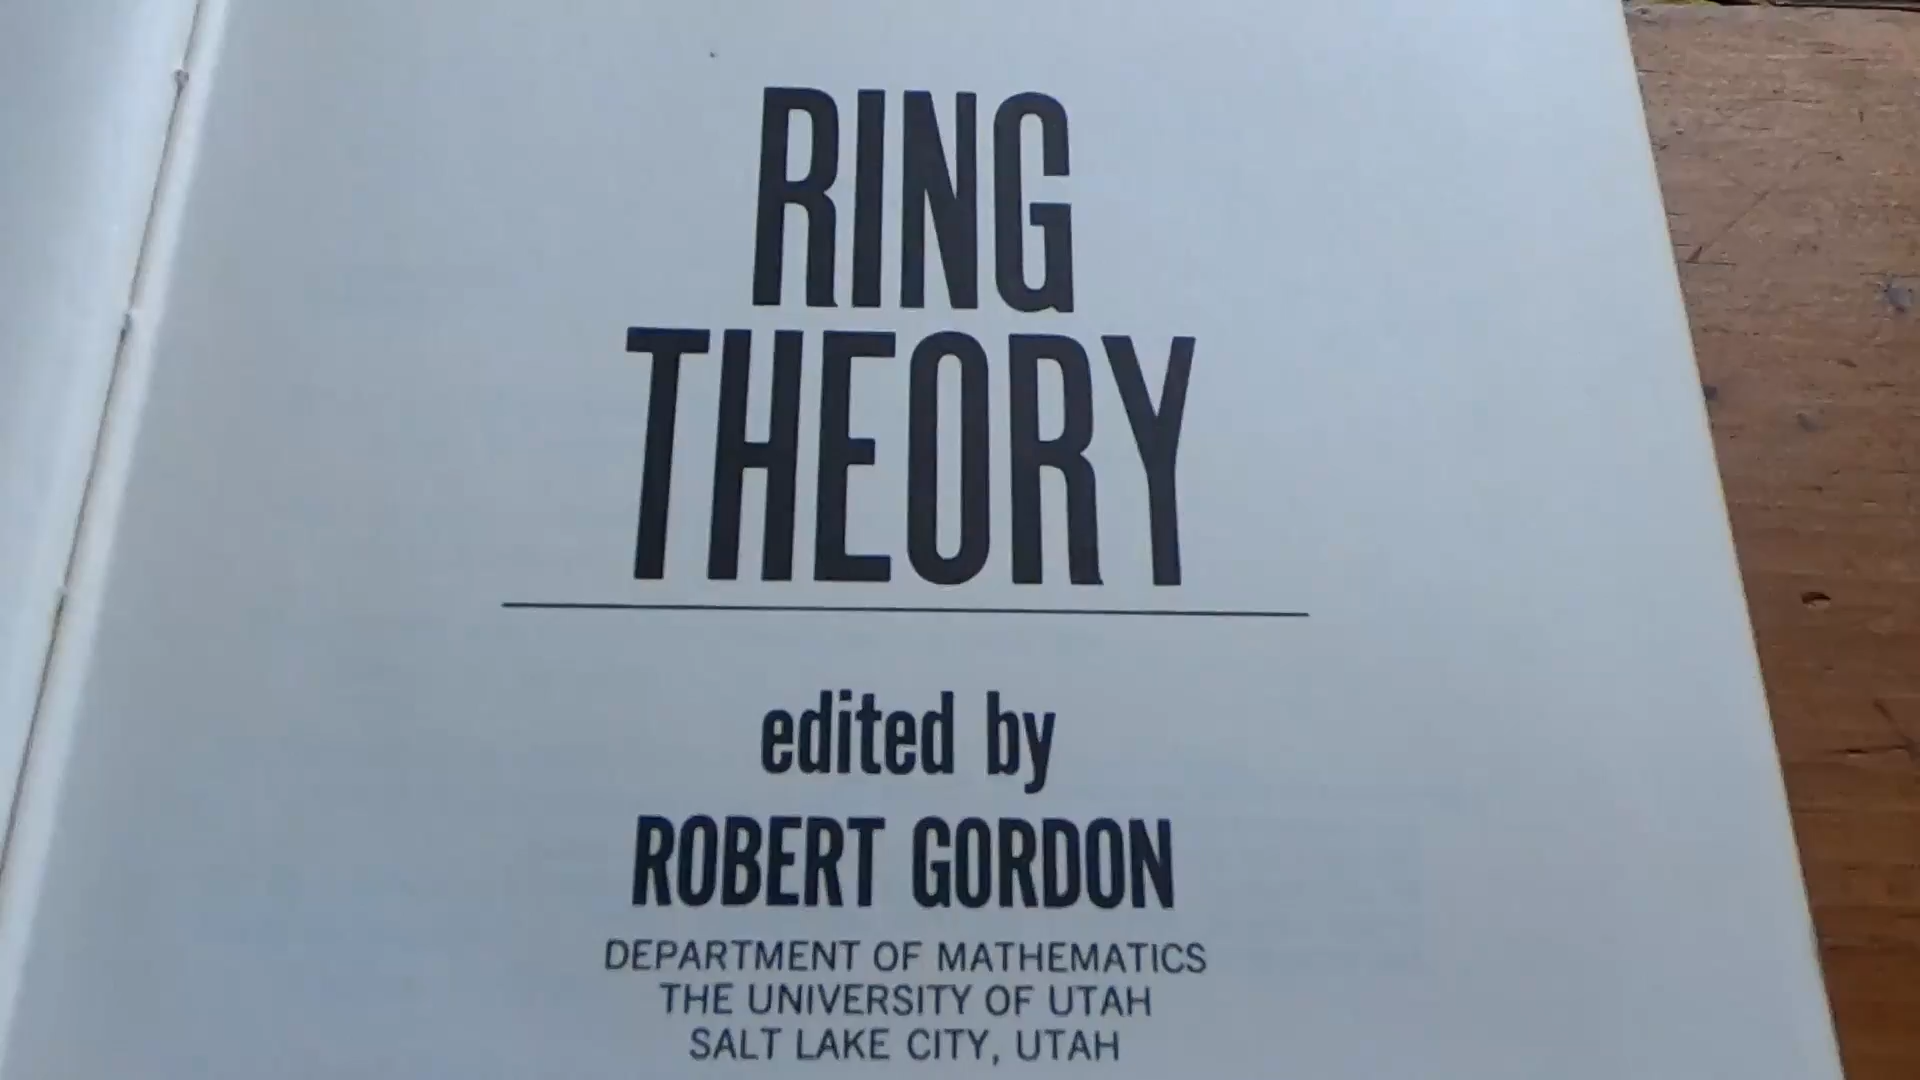 RING
THEORY
edited by
ROBERT GORDON
DEPARTMENT OF MATHEMATICS
THE UNIVERSITY OF UTAH
SALT LAKE CITY, UTAH